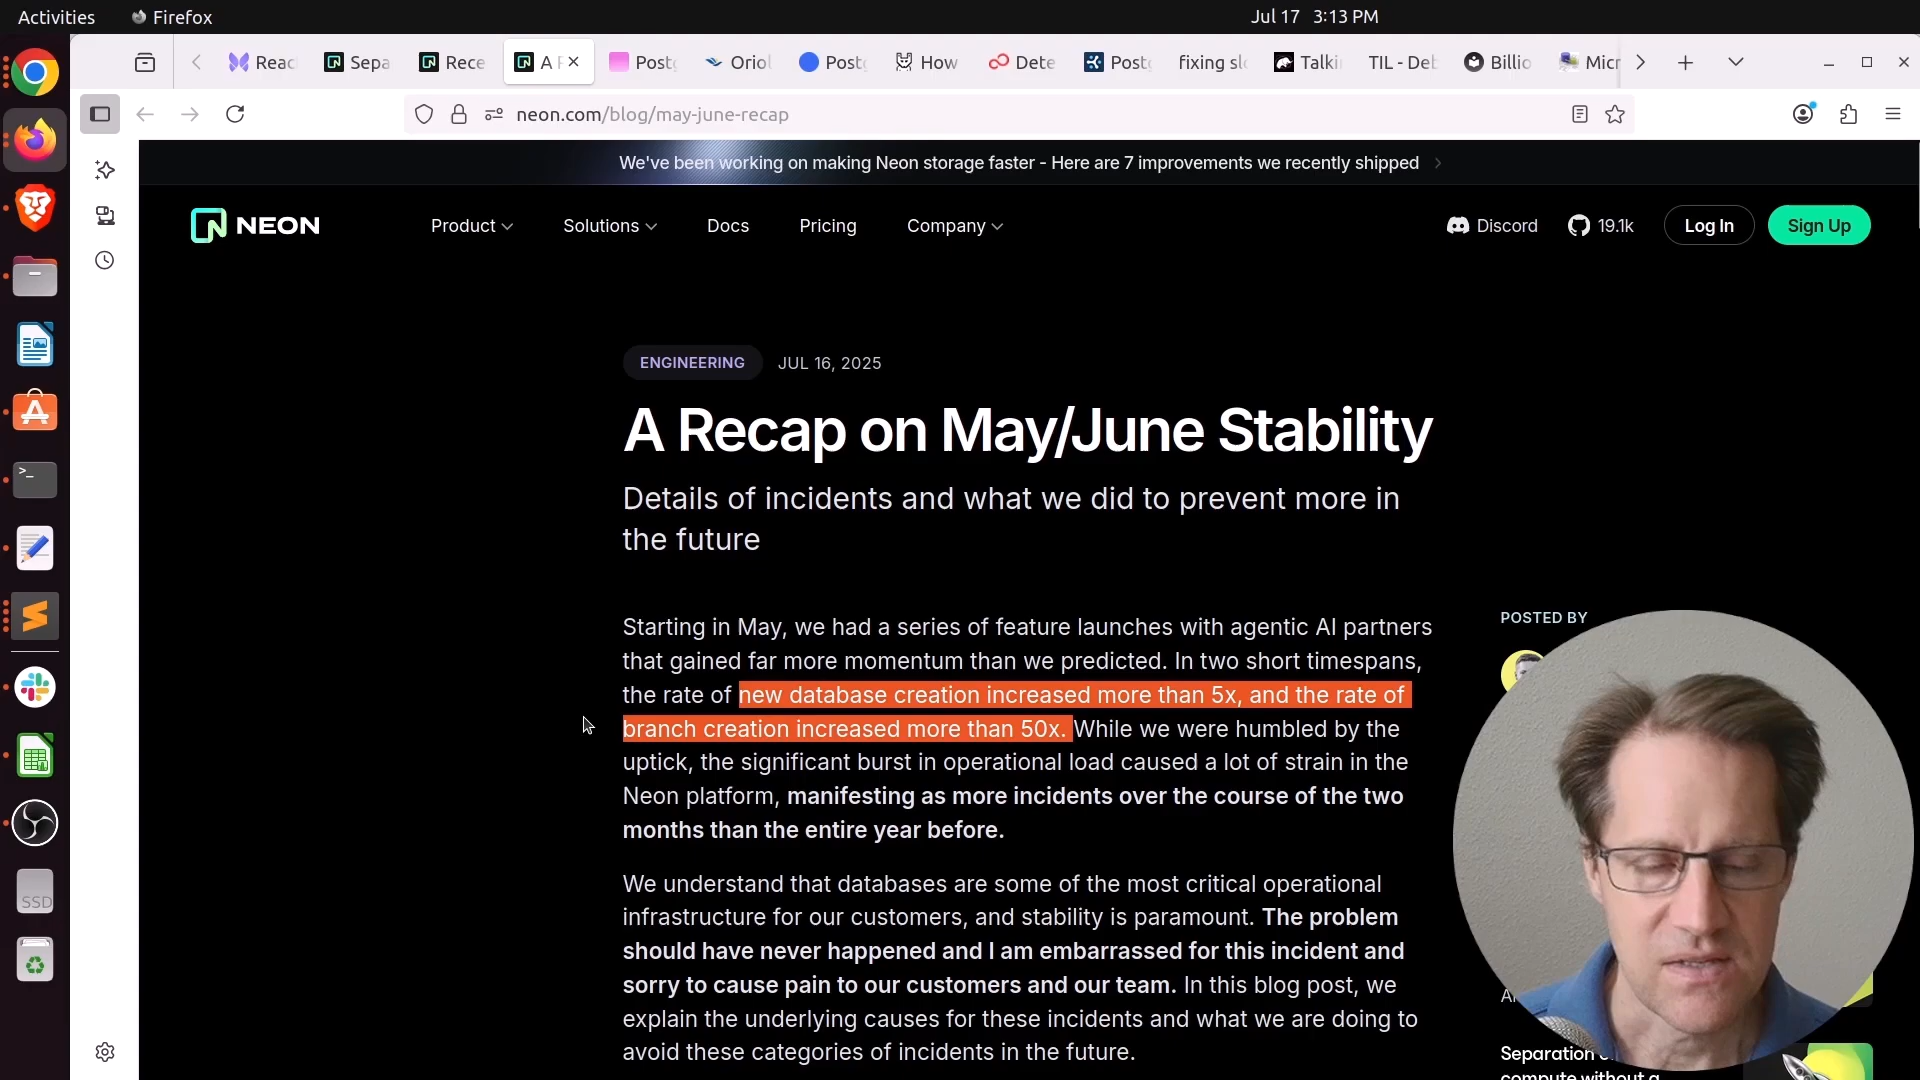 Activities
Firefox
Jul 17 3:13 PM
Reac
Sepa
Rece
A
Postg
Oriol
Postg
How
Dete
Postg
fixing sl
Talki
TIL - Deb
Billio
Micr
neon.com/blog/may-june-recap
We've been working on making Neon storage faster - Here are 7 improvements we recently shipped
NEON
Product
Solutions
Docs
Pricing
Company
Discord
19.1k
Log In
Sign Up
ENGINEERING
JUL 16, 2025
A Recap on May/June Stability
Details of incidents and what we did to prevent more in
the future
Starting in May, we had a series of feature launches with agentic AI partners
that gained far more momentum than we predicted. In two short timespans,
the rate of new database creation increased more than 5x, and the rate of
branch creation increased more than 50x. While we were humbled by the
uptick, the significant burst in operational load caused a lot of strain in the
Neon platform, manifesting as more incidents over the course of the two
months than the entire year before.
We understand that databases are some of the most critical operational
infrastructure for our customers, and stability is paramount. The problem
should have never happened and I am embarrassed for this incident and
sorry to cause pain to our customers and our team. In this blog post, we
explain the underlying causes for these incidents and what we are doing to
avoid these categories of incidents in the future.
POSTED BY
Separation
compute without a
SSD